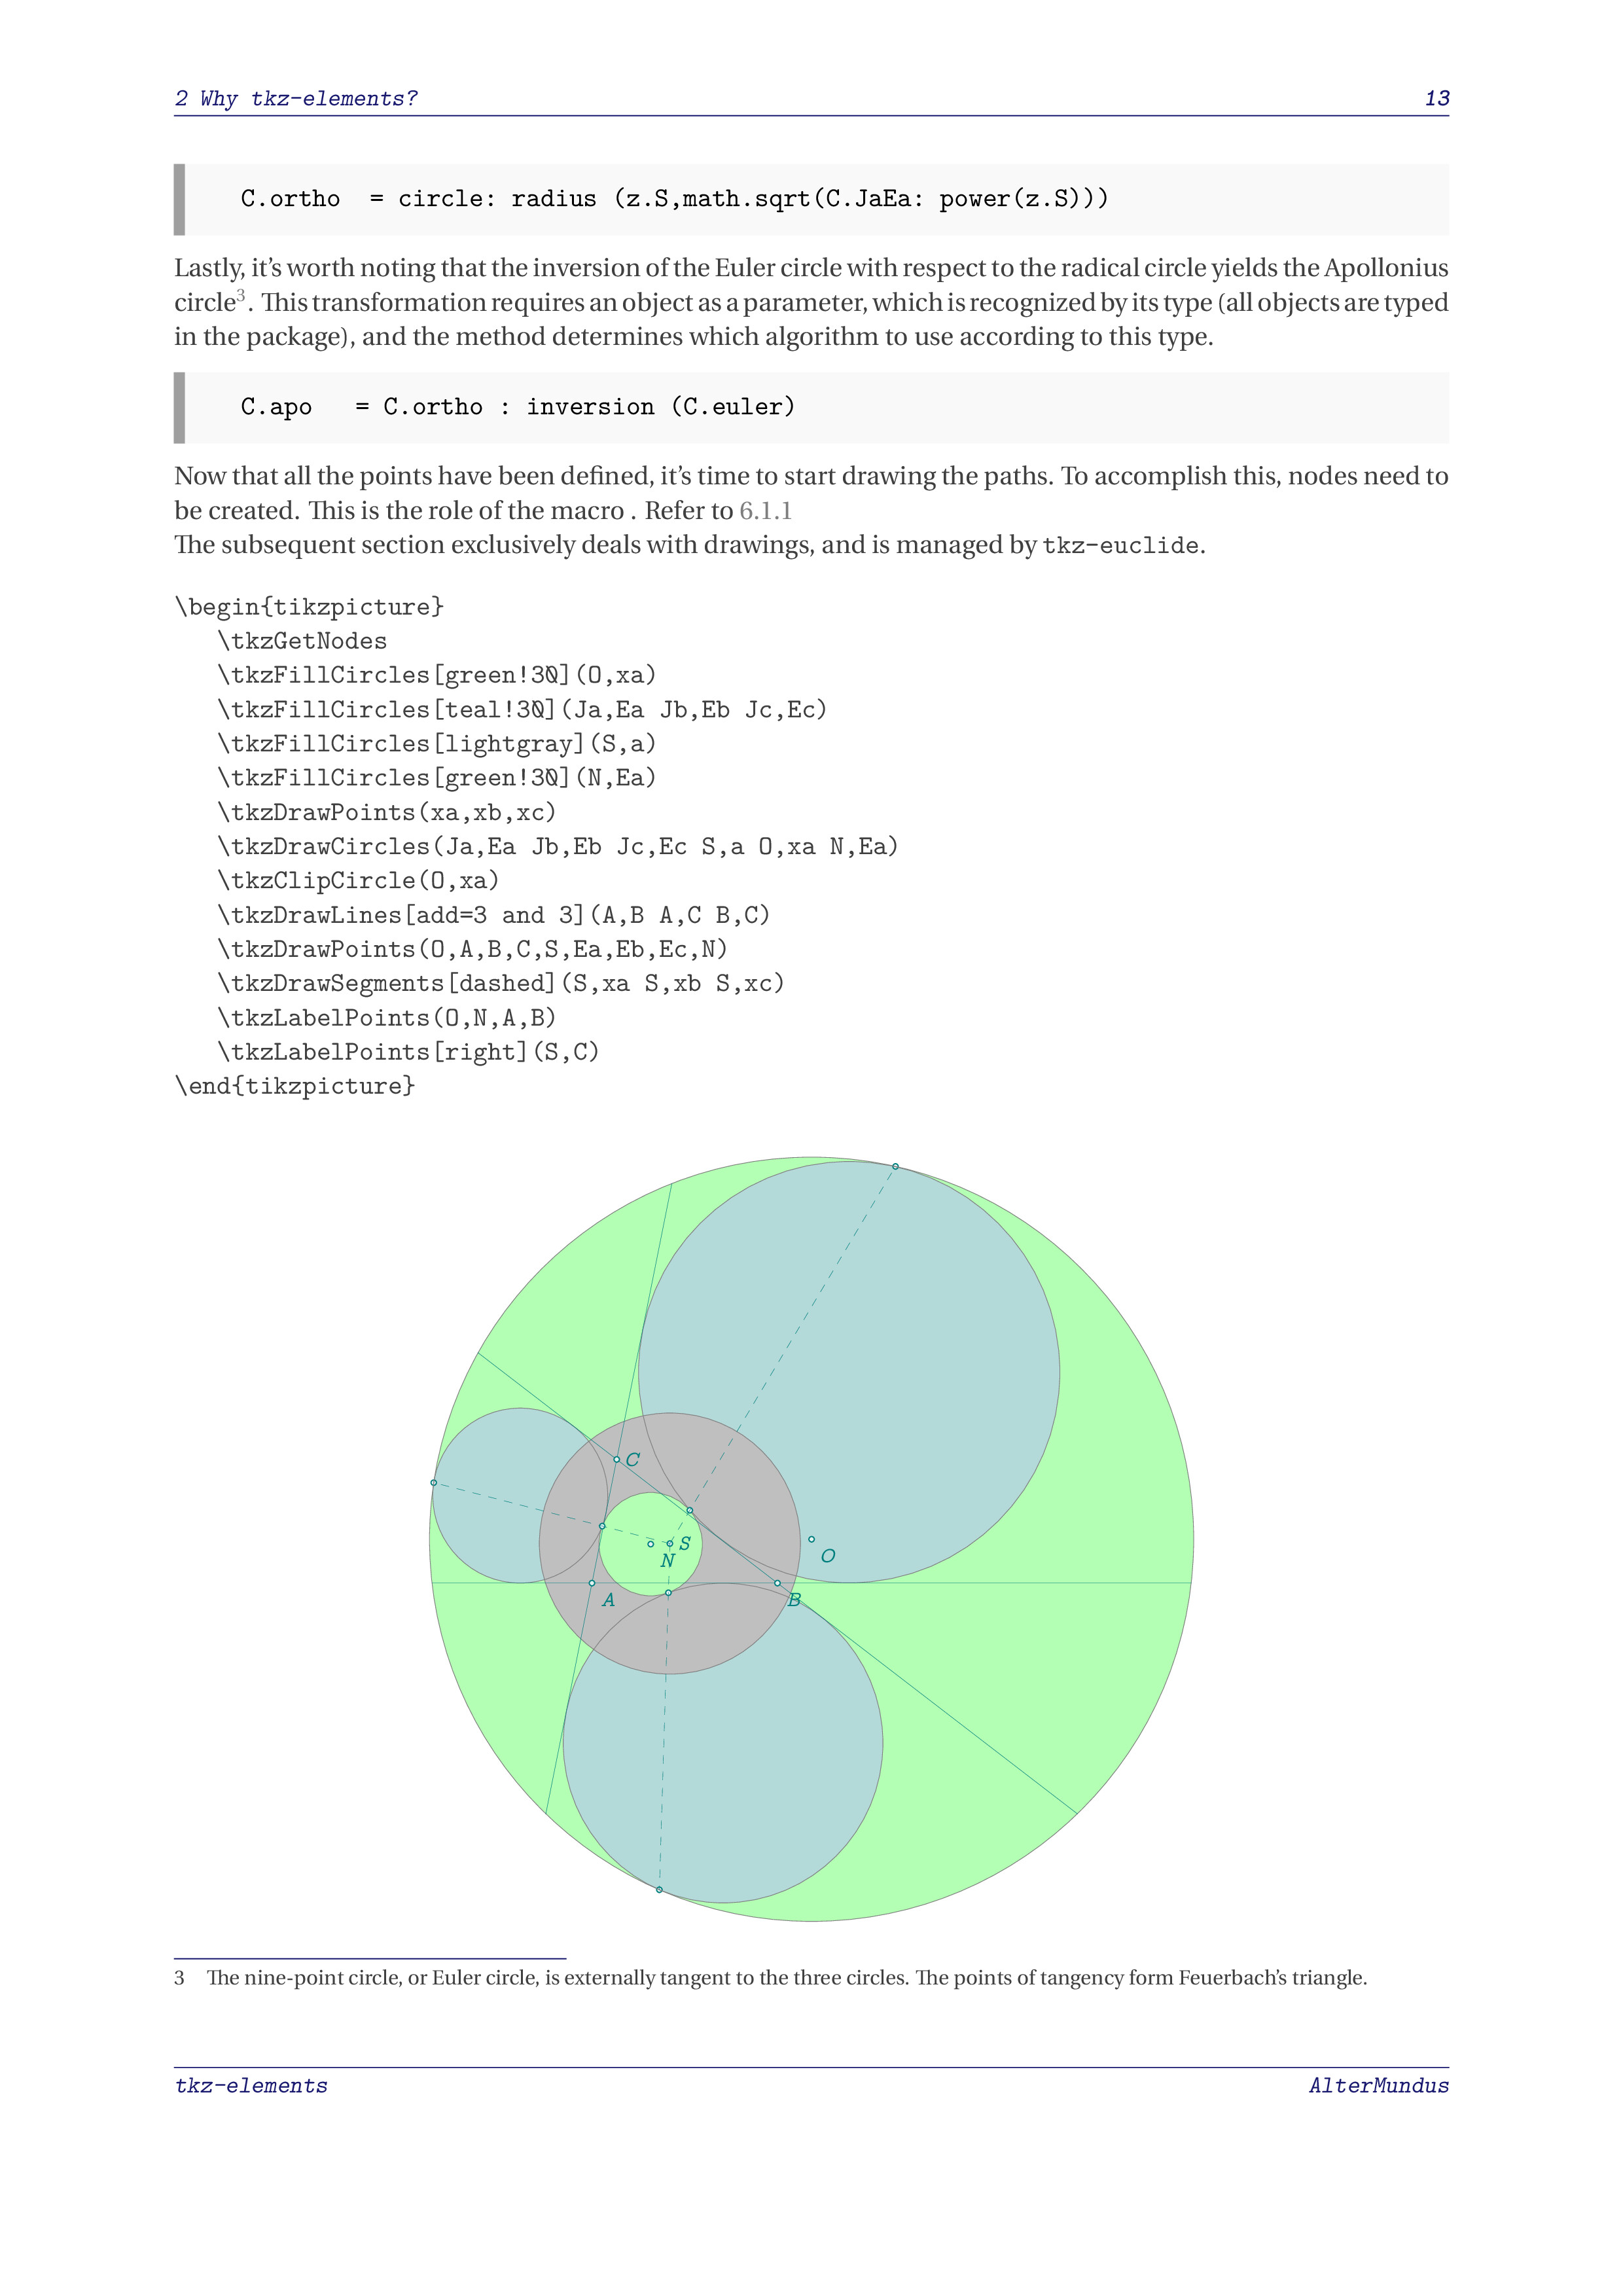 2 Why tkz-elements? 13
C.ortho = circle: radius (z.S,math.sqrt(C.JaEa: power(z.S)))
Lastly, it’s worth noting that the inversion of the Euler circle with respect to the radical circle yields the Apollonius
circle3. This transformation requires an object as a parameter, which is recognized by its type (all objects are typed
in the package), and the method determines which algorithm to use according to this type.
C.apo = C.ortho : inversion (C.euler)
Now that all the points have been defined, it’s time to start drawing the paths. To accomplish this, nodes need to
be created. This is the role of the macro . Refer to 6.1.1
The subsequent section exclusively deals with drawings, and is managed by tkz-euclide.
\begin{tikzpicture}
\tkzGetNodes
\tkzFillCircles[green!30](O,xa)
\tkzFillCircles[teal!30](Ja,Ea Jb,Eb Jc,Ec)
\tkzFillCircles[lightgray](S,a)
\tkzFillCircles[green!30](N,Ea)
\tkzDrawPoints(xa,xb,xc)
\tkzDrawCircles(Ja,Ea Jb,Eb Jc,Ec S,a O,xa N,Ea)
\tkzClipCircle(O,xa)
\tkzDrawLines[add=3 and 3](A,B A,C B,C)
\tkzDrawPoints(O,A,B,C,S,Ea,Eb,Ec,N)
\tkzDrawSegments[dashed](S,xa S,xb S,xc)
\tkzLabelPoints(O,N,A,B)
\tkzLabelPoints[right](S,C)
\end{tikzpicture}
C
S
N
O
A
B
3 The nine-point circle, or Euler circle, is externally tangent to the three circles. The points of tangency form Feuerbach’s triangle.
tkz-elements AlterMundus